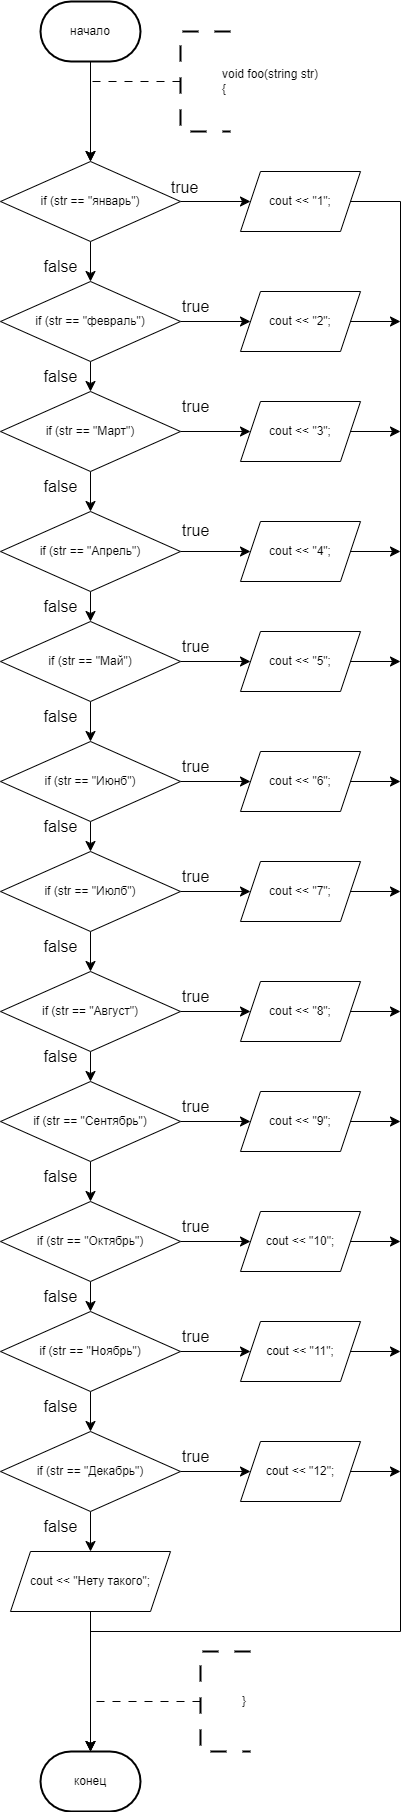 начало
void foo(string str)
{
if (str == "январь")
true
cout << "1";
false
if (str == "февраль")
true
cout << "2";
false
if (str == "Март")
true
cout << "3";
false
if (str == "Апрель")
true
cout << "4";
false
if (str == "Май")
true
cout << "5";
false
if (str == "Июнб")
true
cout << "6";
false
if (str == "Июлб")
true
cout << "7";
false
if (str == "Август")
true
cout << "8";
false
if (str == "Сентябрь")
true
cout << "9";
false
if (str == "Октябрь")
true
cout << "10";
false
if (str == "Ноябрь")
true
cout << "11";
false
if (str == "Декабрь")
true
cout << "12";
false
cout << "Нету такого";
}
конец